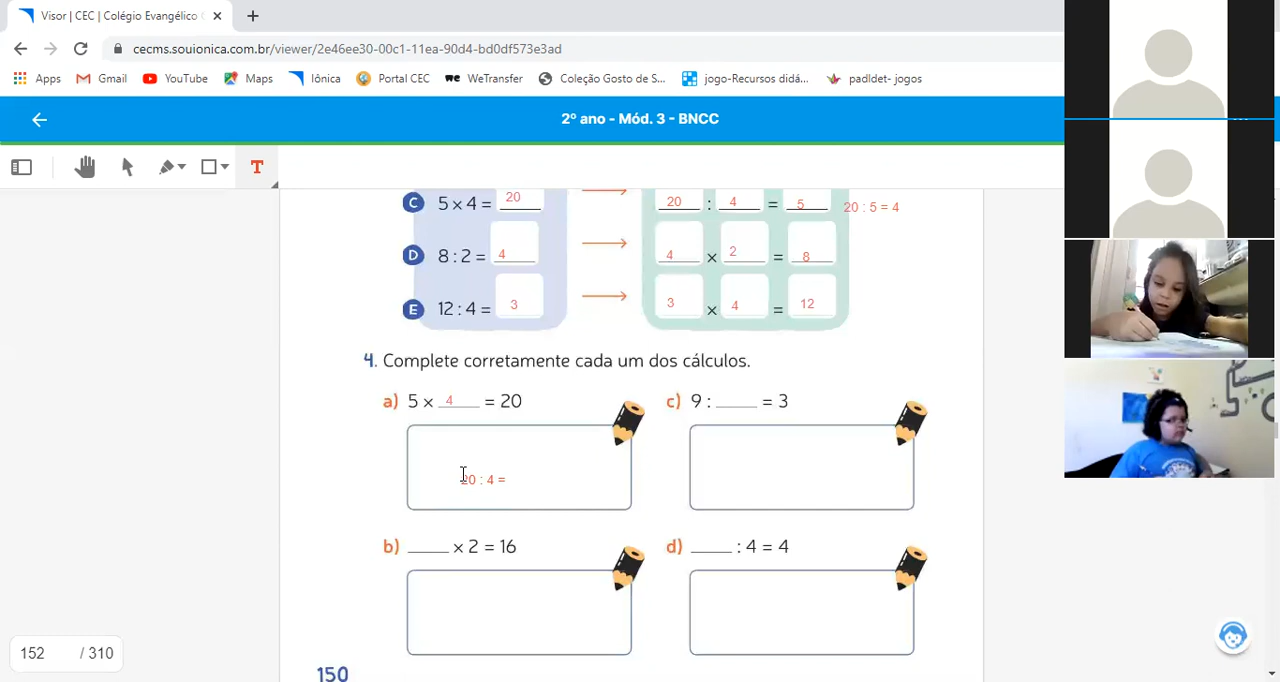 Visor | CEC | Colégio Evangélico
cecms.souionica.com.br/viewer/2e46ee30-00c1-11ea-90d4-bd0df573e3ad
Apps Gmail YouTube Maps Iônica Portal CEC WeTransfer Coleção Gosto de S... jogo-Recursos didá... padldet- jogos
2º ano - Mód. 3 - BNCC
T
C 5 x 4 = 20 20 : 4 = 5 20 : 5 = 4
D 8 : 2 = 4 4 x 2 = 8
E 12 : 4 = 3 3 x 4 = 12
4. Complete corretamente cada um dos cálculos.
a) 5 x 4 = 20 c) 9 : ____ = 3
20 : 4 =
b) ____ x 2 = 16 d) ____ : 4 = 4
150
152 / 310